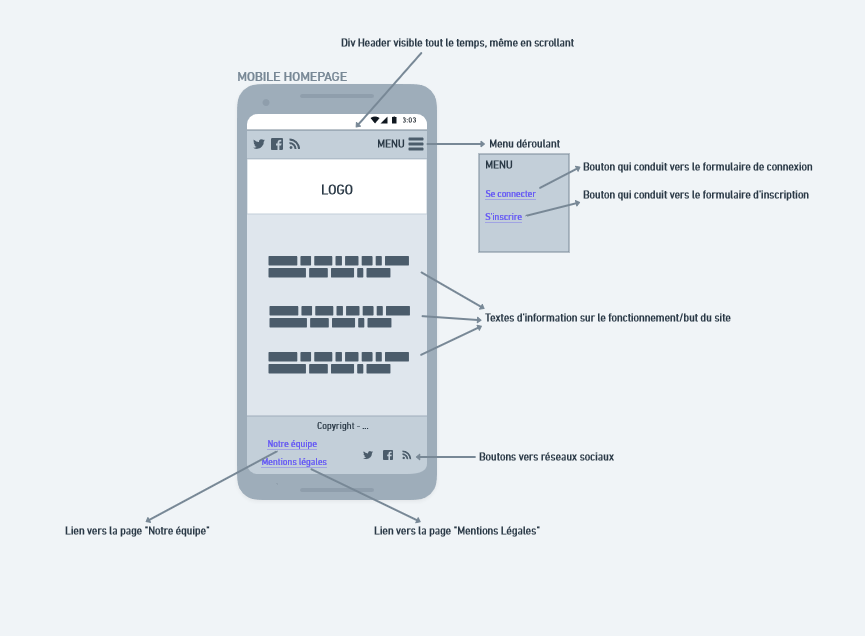 Div Header visible tout le temps, même en scrollant
MOBILE HOMEPAGE
3:03
MENU
Menu déroulant
MENU
Bouton qui conduit vers le formulaire de connexion
Se connecter
Bouton qui conduit vers le formulaire d'inscription
S'inscrire
LOGO
Textes d'information sur le fonctionnement/but du site
Copyright - ...
Notre équipe
Mentions légales
Boutons vers réseaux sociaux
Lien vers la page "Notre équipe"
Lien vers la page "Mentions Légales"